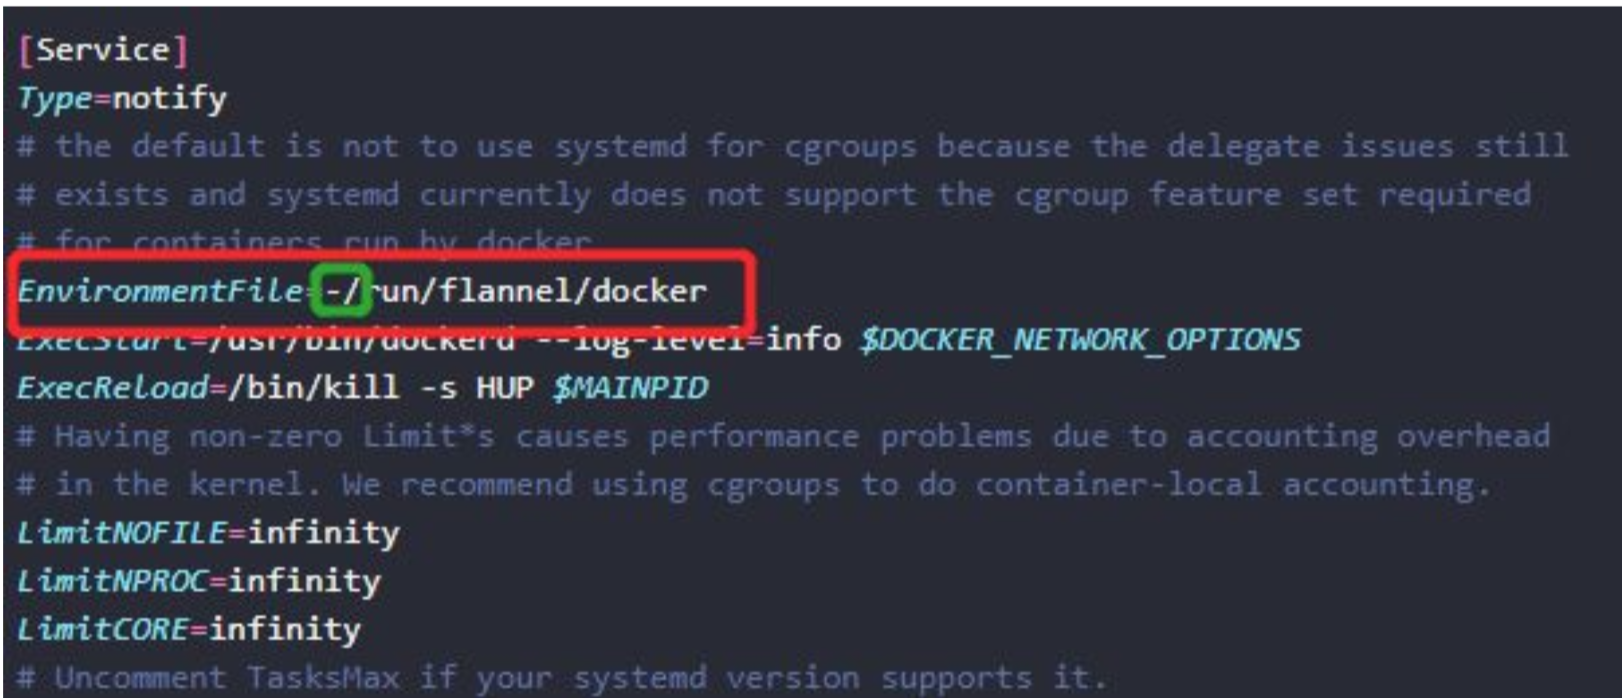 [Service]
Type=notify
# the default is not to use systemd for cgroups because the delegate issues still
# exists and systemd currently does not support the cgroup feature set required
# for containers run by docker
EnvironmentFile=-/run/flannel/docker
ExecStart=/usr/bin/dockerd --log-level=info $DOCKER_NETWORK_OPTIONS
ExecReload=/bin/kill -s HUP $MAINPID
# Having non-zero Limit*s causes performance problems due to accounting overhead
# in the kernel. We recommend using cgroups to do container-local accounting.
LimitNOFILE=infinity
LimitNPROC=infinity
LimitCORE=infinity
# Uncomment TasksMax if your systemd version supports it.